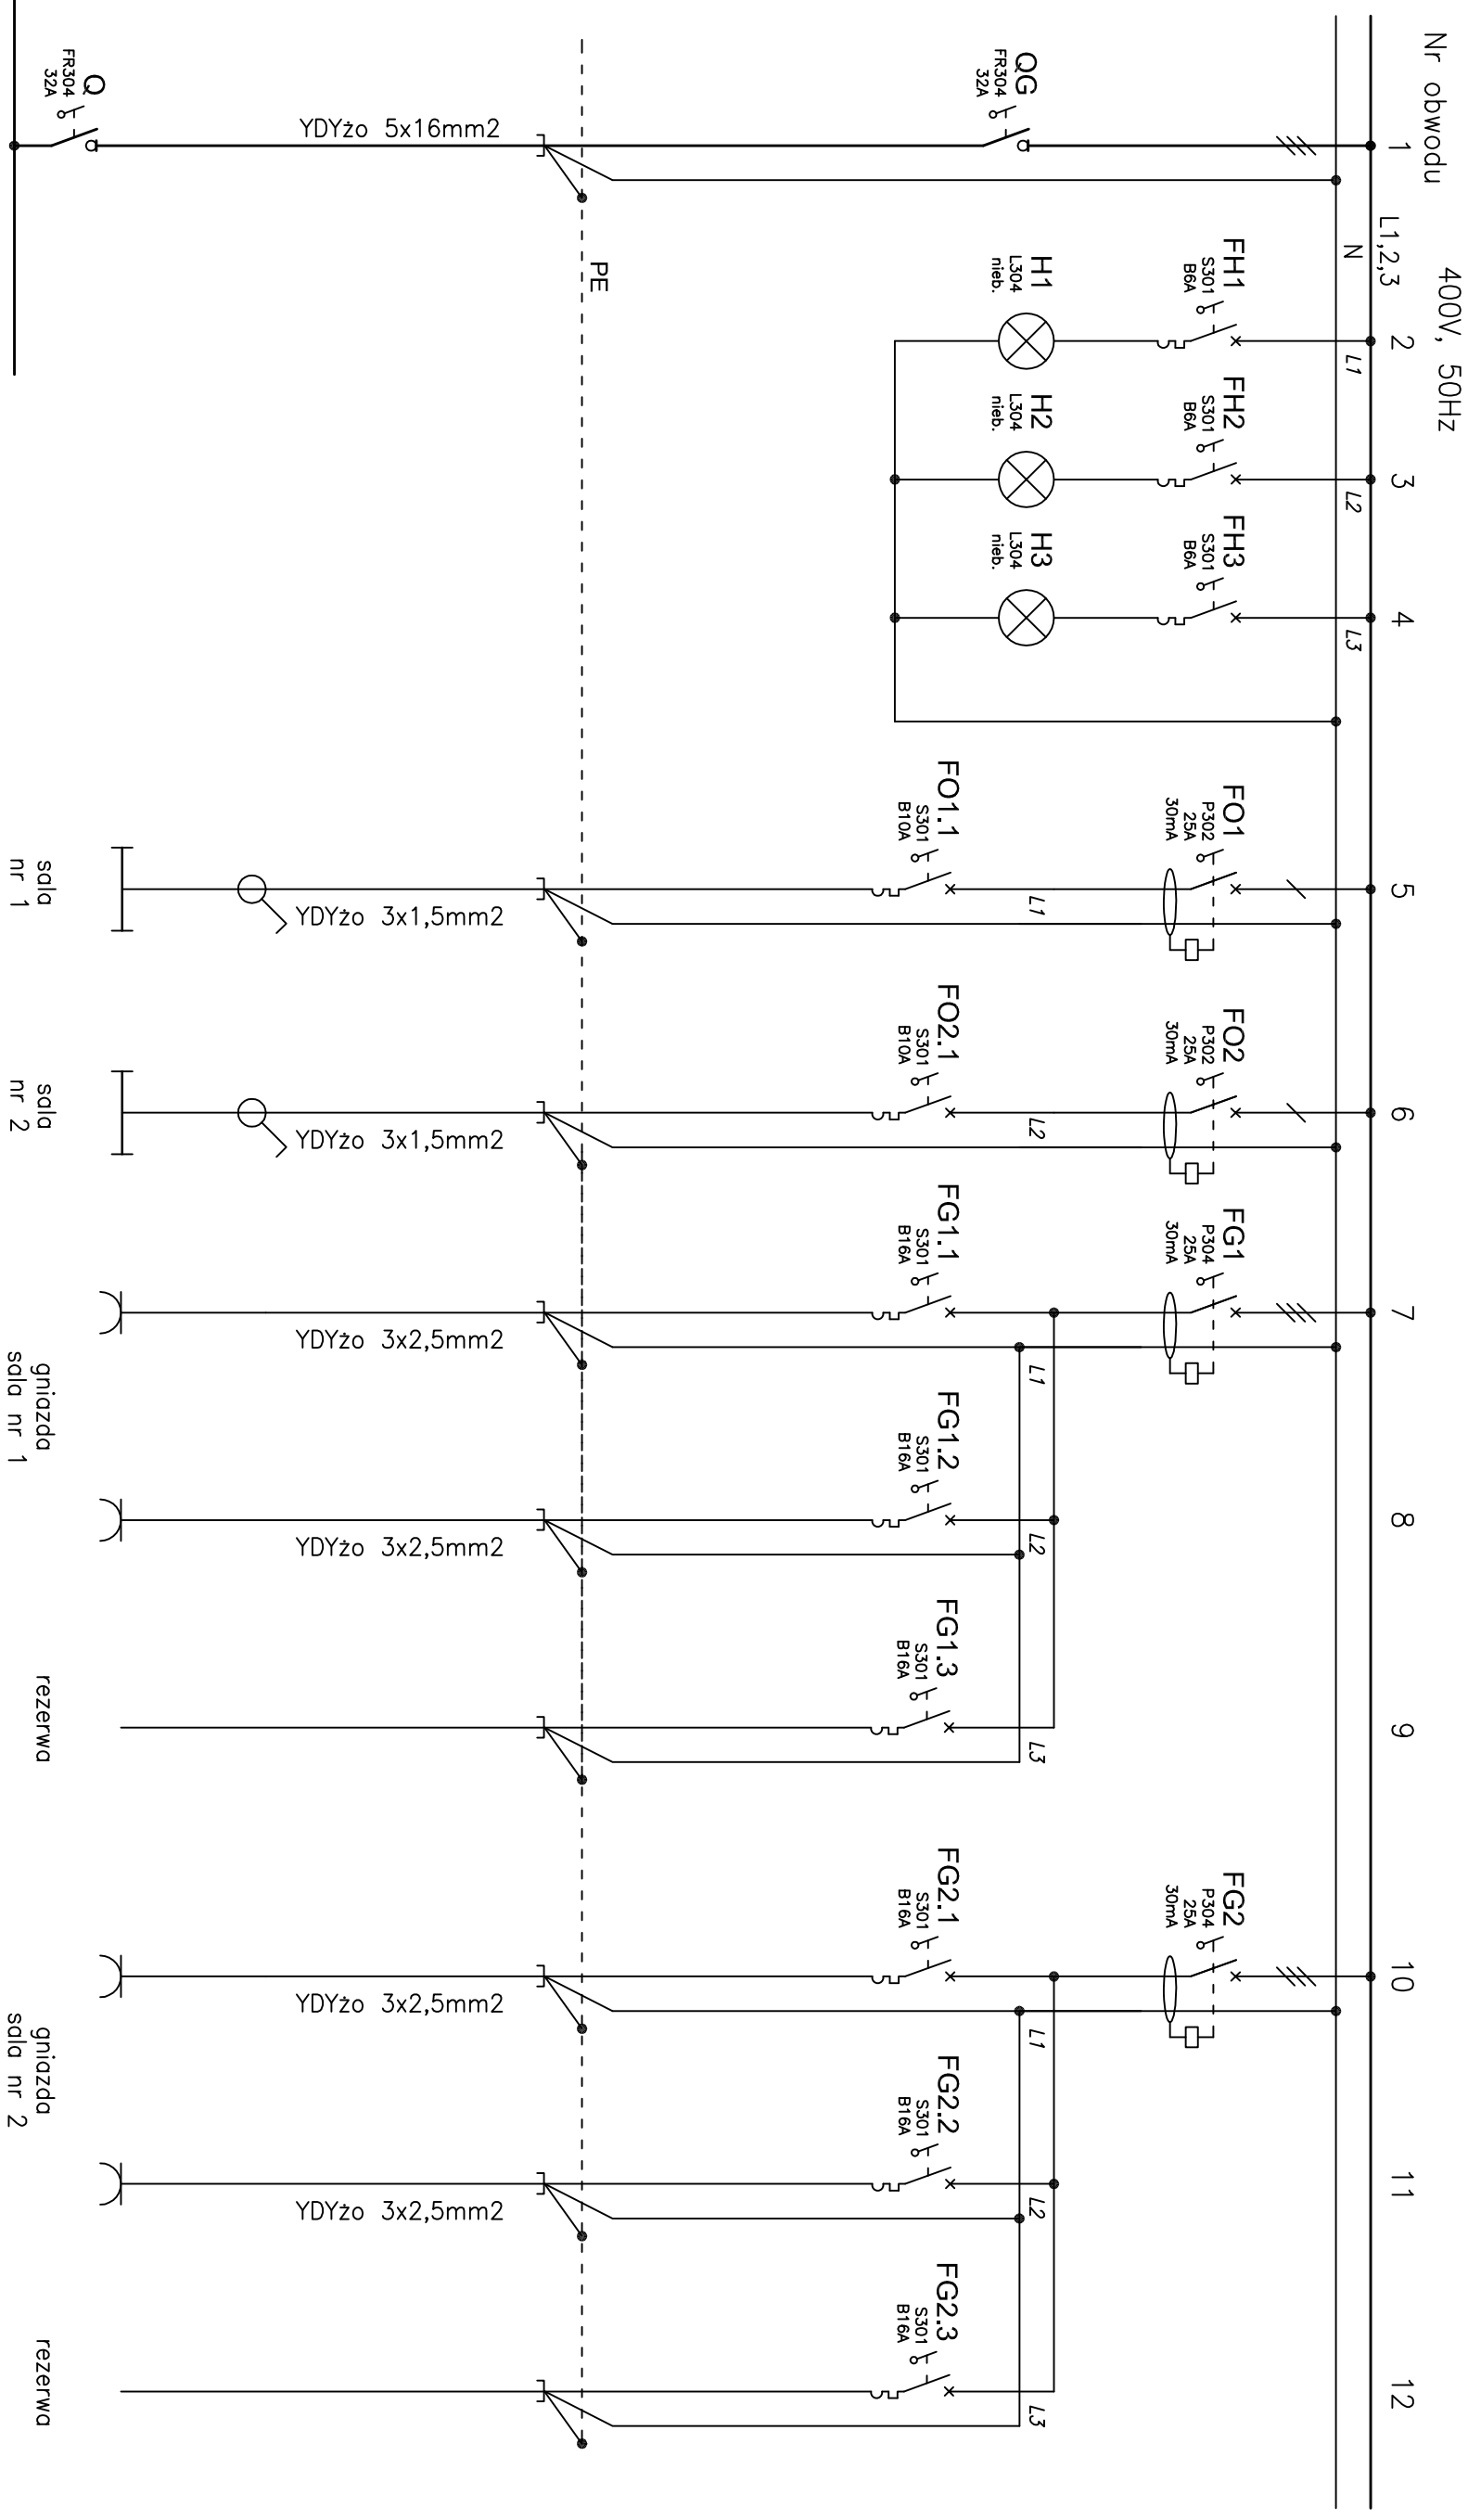 Nr obwodu
400V, 50Hz
1
2
3
4
5
6
7
8
9
10
11
12
L1,2,3
N
L1
L2
L3
QG
FR304
32A
Q
FR304
32A
YDYżo 5x16mm2
PE
FH1
S301
B6A
H1
L304
nieb.
FH2
S301
B6A
H2
L304
nieb.
FH3
S301
B6A
H3
L304
nieb.
FO1
P302
25A
30mA
FO1.1
S301
B10A
L1
YDYżo 3x1,5mm2
sala
nr 1
FO2
P302
25A
30mA
FO2.1
S301
B10A
L2
YDYżo 3x1,5mm2
sala
nr 2
FG1
P304
25A
30mA
FG1.1
S301
B16A
L1
YDYżo 3x2,5mm2
FG1.2
S301
B16A
L2
YDYżo 3x2,5mm2
gniazda
sala nr 1
FG1.3
S301
B16A
L3
rezerwa
FG2
P304
25A
30mA
FG2.1
S301
B16A
L1
YDYżo 3x2,5mm2
FG2.2
S301
B16A
L2
YDYżo 3x2,5mm2
gniazda
sala nr 2
FG2.3
S301
B16A
L3
rezerwa